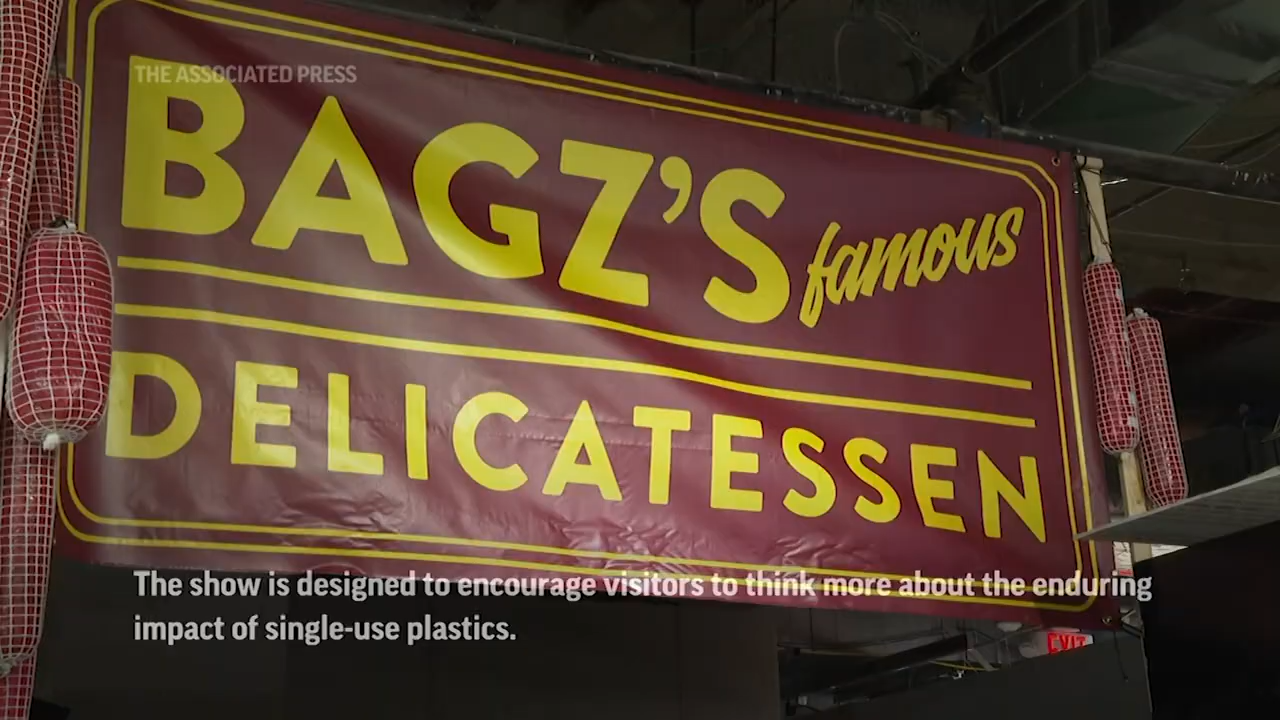 THE ASSOCIATED PRESS
BAGZ'S famous
DELICATESSEN
The show is designed to encourage visitors to think more about the enduring
impact of single-use plastics.
EXIT